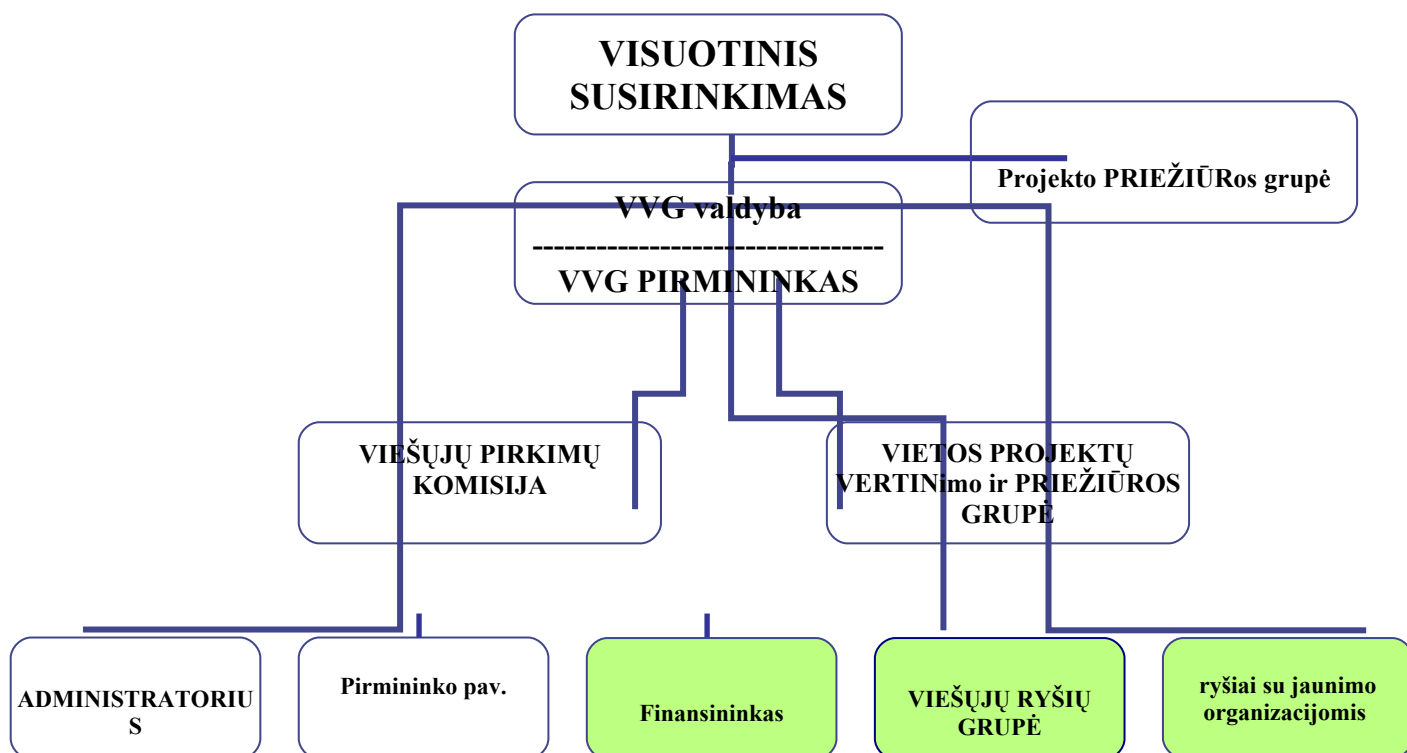 VISUOTINIS
SUSIRINKIMAS
Projekto PRIEŽIŪRos grupė
VVG valdyba
---------------------------------
VVG PIRMININKAS
VIEŠŲJŲ PIRKIMŲ
KOMISIJA
VIETOS PROJEKTŲ
VERTINimo ir PRIEŽIŪROS
GRUPĖ
ADMINISTRATORIU
S
Pirmininko pav.
Finansininkas
VIEŠŲJŲ RYŠIŲ
GRUPĖ
ryšiai su jaunimo
organizacijomis